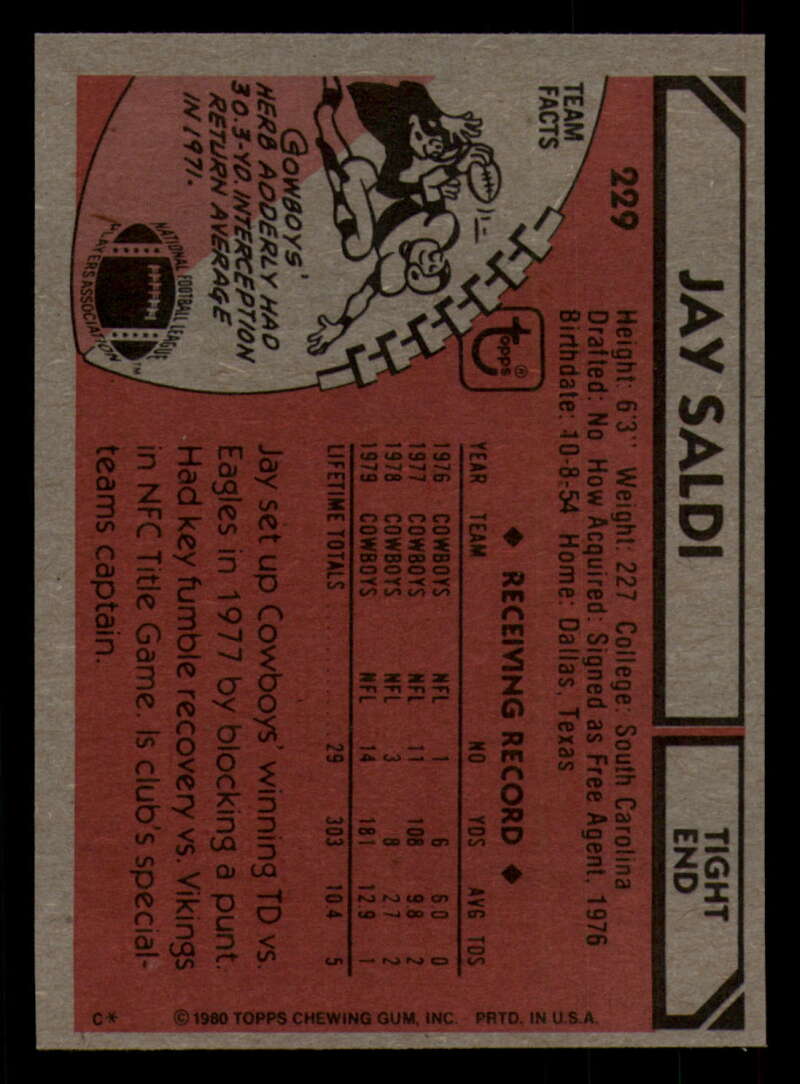 JAY SALDI
TIGHT
END
229
Height: 6'3" Weight: 227 College: South Carolina
Drafted: No How Acquired: Signed as Free Agent, 1976
Birthdate: 10-8-54 Home: Dallas, Texas
topps®
TEAM
FACTS
COWBOYS'
HERB ADDERLY HAD
30.3-YD. INTERCEPTION
RETURN AVERAGE
IN 1971.
NATIONAL FOOTBALL LEAGUE
PLAYERS ASSOCIATION
TM
◆ RECEIVING RECORD ◆
YEAR TEAM NO YDS AVG TDS
1976 COWBOYS NFL 1 6 6.0 0
1977 COWBOYS NFL 11 108 9.8 2
1978 COWBOYS NFL 3 8 2.7 2
1979 COWBOYS NFL 14 181 12.9 1
LIFETIME TOTALS 29 303 10.4 5
Jay set up Cowboys' winning TD vs.
Eagles in 1977 by blocking a punt.
Had key fumble recovery vs. Vikings
in NFC Title Game. Is club's special-
teams captain.
C* © 1980 TOPPS CHEWING GUM, INC. PRTD. IN U.S.A.